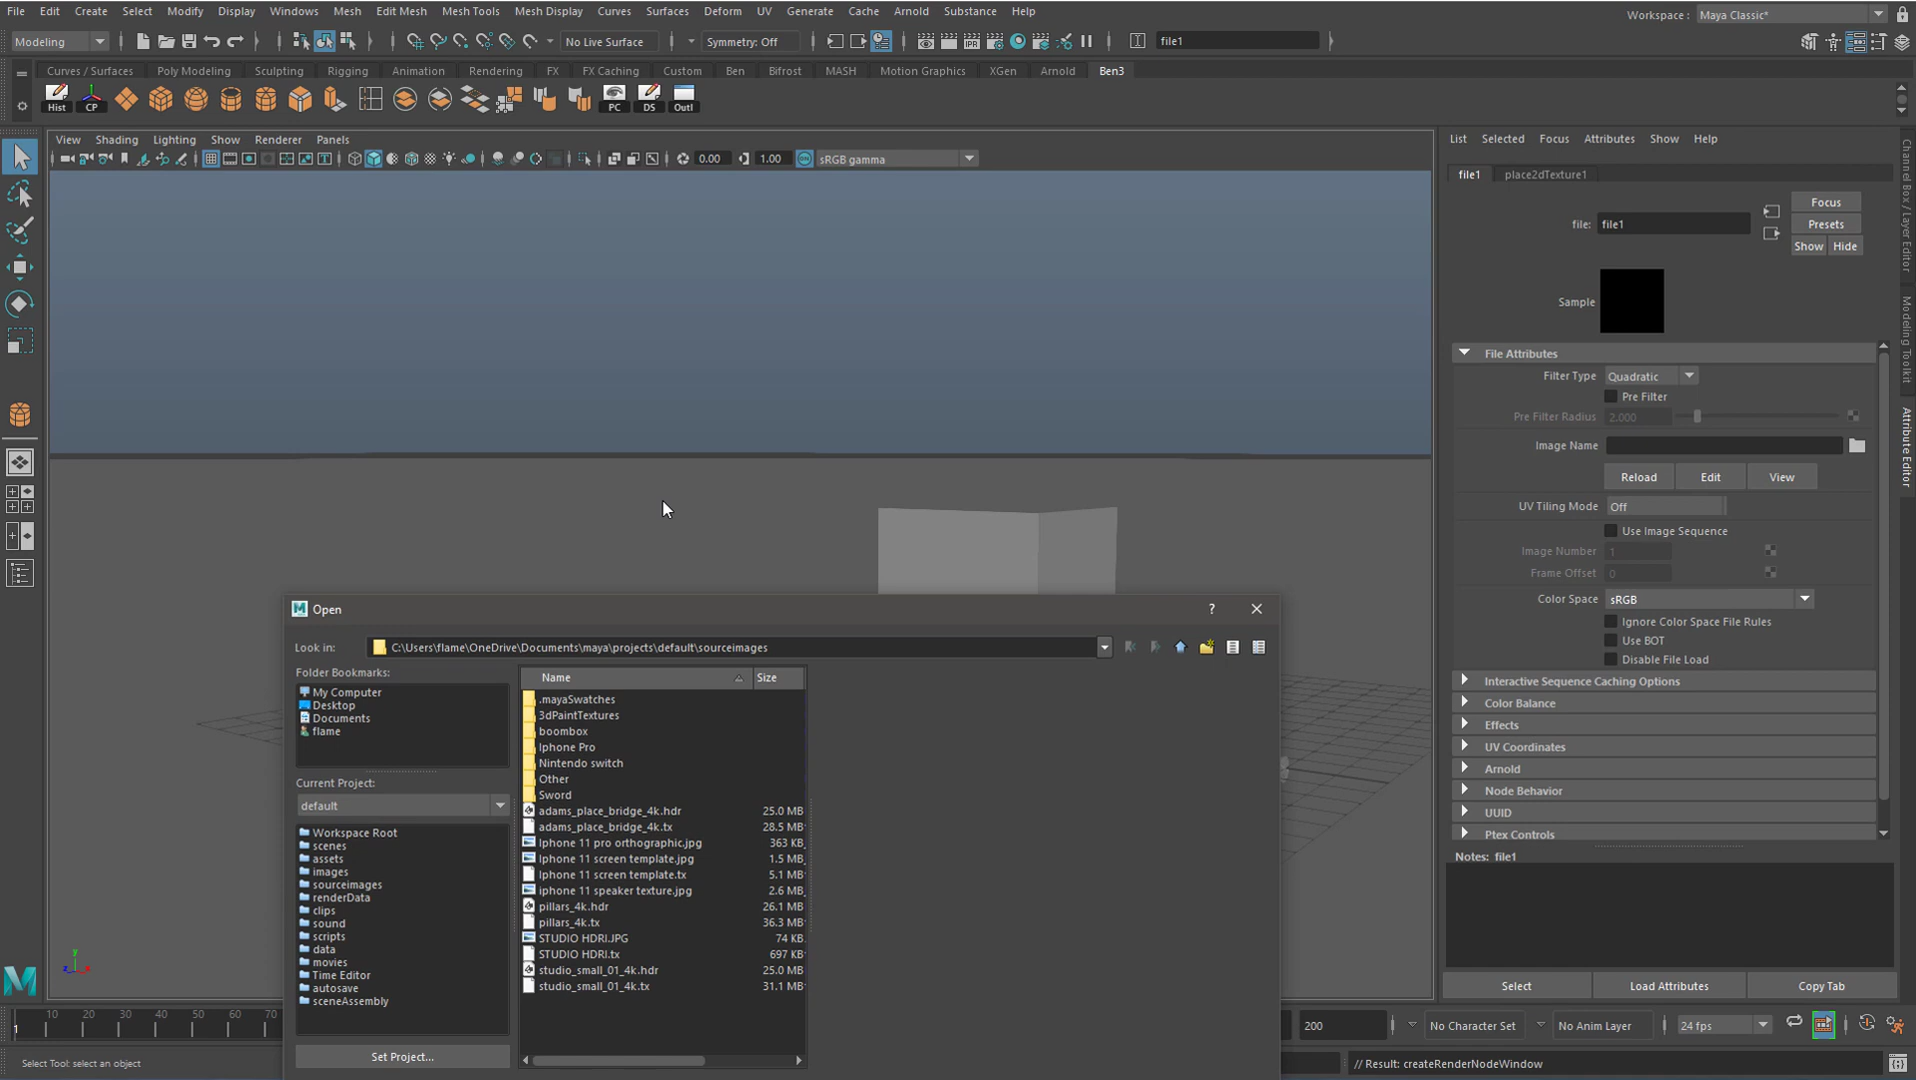 File Edit Create Select Modify Display Windows Mesh Edit Mesh Mesh Tools Mesh Display Curves Surfaces Deform UV Generate Cache Arnold Substance Help
Workspace : Maya Classic*
Modeling No Live Surface Symmetry: Off IPR file1
Curves / Surfaces Poly Modeling Sculpting Rigging Animation Rendering FX FX Caching Custom Ben Bifrost MASH Motion Graphics XGen Arnold Ben3
Hist CP PC DS Outl
View Shading Lighting Show Renderer Panels
0.00 1.00 sRGB gamma
List Selected Focus Attributes Show Help
file1 place2dTexture1
Focus
file: file1
Presets
Show Hide
Sample
File Attributes
Filter Type Quadratic
Pre Filter
Pre Filter Radius 2.000
Image Name
Reload Edit View
UV Tiling Mode Off
Use Image Sequence
Image Number 1
Frame Offset 0
Color Space sRGB
Ignore Color Space File Rules
Use BOT
Disable File Load
Interactive Sequence Caching Options
Color Balance
Effects
UV Coordinates
Arnold
Node Behavior
UUID
Ptex Controls
Notes: file1
Select Load Attributes Copy Tab
Channel Box / Layer Editor
Modeling Toolkit
Attribute Editor
Open ?
Look in: C:\Users\flame\OneDrive\Documents\maya\projects\default\sourceimages
Folder Bookmarks:
My Computer
Desktop
Documents
flame
Current Project:
default
Workspace Root
scenes
assets
images
sourceimages
renderData
clips
sound
scripts
data
movies
Time Editor
autosave
sceneAssembly
Set Project...
Name Size
.mayaSwatches
3dPaintTextures
boombox
Iphone Pro
Nintendo switch
Other
Sword
adams_place_bridge_4k.hdr 25.0 MB
adams_place_bridge_4k.tx 28.5 MB
Iphone 11 pro orthographic.jpg 363 KB
Iphone 11 screen template.jpg 1.5 MB
Iphone 11 screen template.tx 5.1 MB
iphone 11 speaker texture.jpg 2.6 MB
pillars_4k.hdr 26.1 MB
pillars_4k.tx 36.3 MB
STUDIO HDRI.JPG 74 KB
STUDIO HDRI.tx 697 KB
studio_small_01_4k.hdr 25.0 MB
studio_small_01_4k.tx 31.1 MB
y
z x
1 10 20 30 40 50 60 70
200 No Character Set No Anim Layer 24 fps
Select Tool: select an object
// Result: createRenderNodeWindow